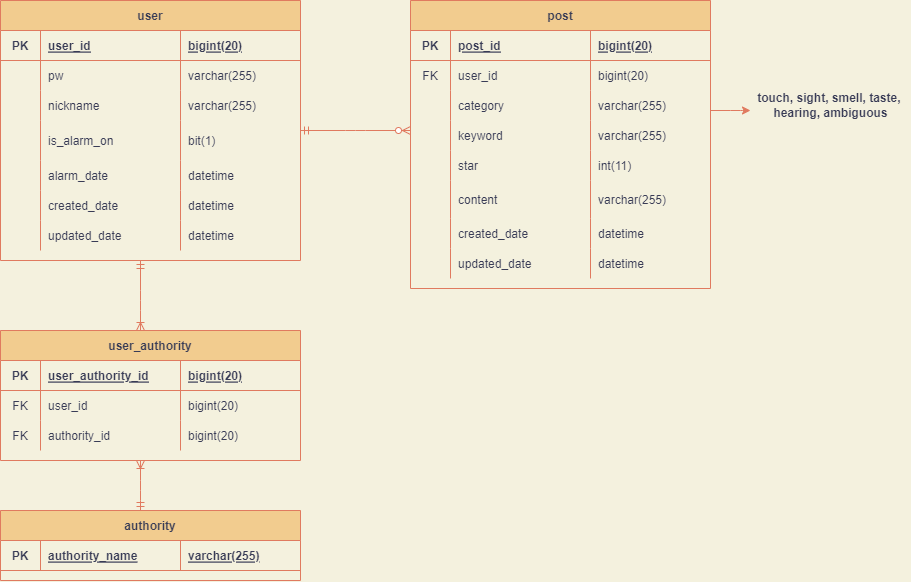 user
PK user_id bigint(20)
pw varchar(255)
nickname varchar(255)
is_alarm_on bit(1)
alarm_date datetime
created_date datetime
updated_date datetime
post
PK post_id bigint(20)
FK user_id bigint(20)
category varchar(255)
keyword varchar(255)
star int(11)
content varchar(255)
created_date datetime
updated_date datetime
touch, sight, smell, taste,
hearing, ambiguous
user_authority
PK user_authority_id bigint(20)
FK user_id bigint(20)
FK authority_id bigint(20)
authority
PK authority_name varchar(255)